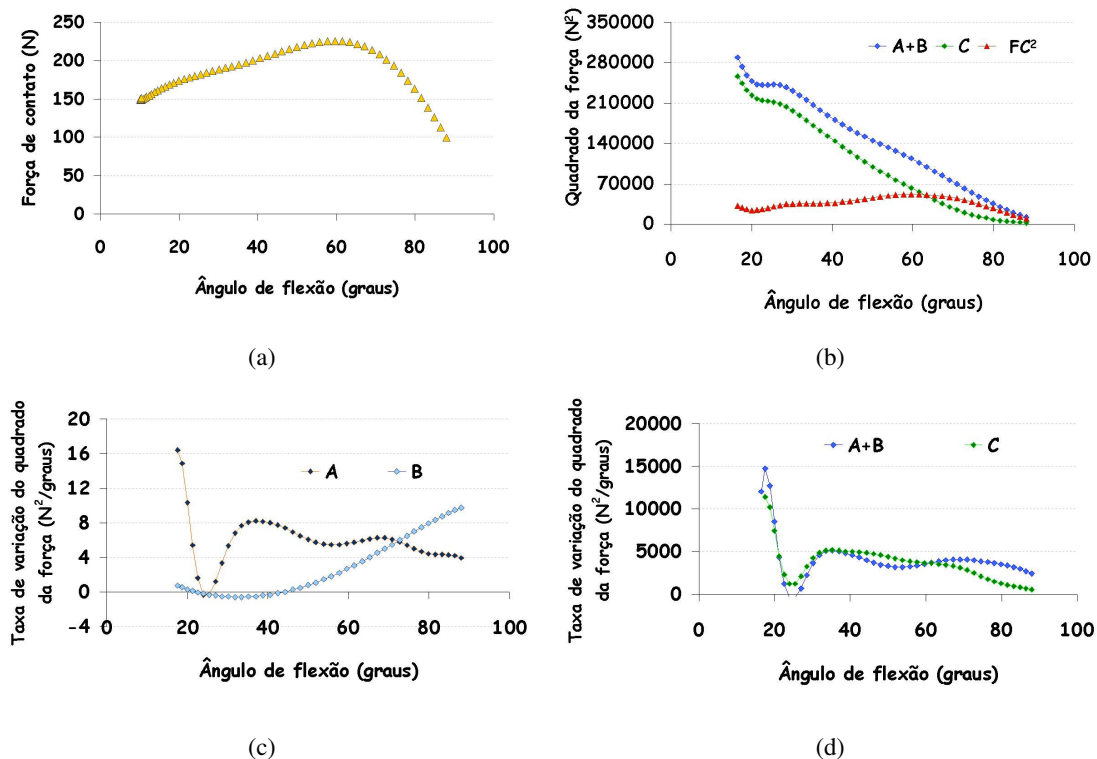 250
200
150
100
50
0
0 20 40 60 80 100
Força de contato (N)
Ângulo de flexão (graus)
(a)
350000
280000
210000
140000
70000
0
0 20 40 60 80 100
Quadrado da força (N²)
A+B C FC²
Ângulo de flexão (graus)
(b)
20
16
12
8
4
0
-4
0 20 40 60 80 100
Taxa de variação do quadrado
da força (N²/graus)
A B
Ângulo de flexão (graus)
(c)
20000
15000
10000
5000
0
0 20 40 60 80 100
Taxa de variação do quadrado
da força (N²/graus)
A+B C
Ângulo de flexão (graus)
(d)